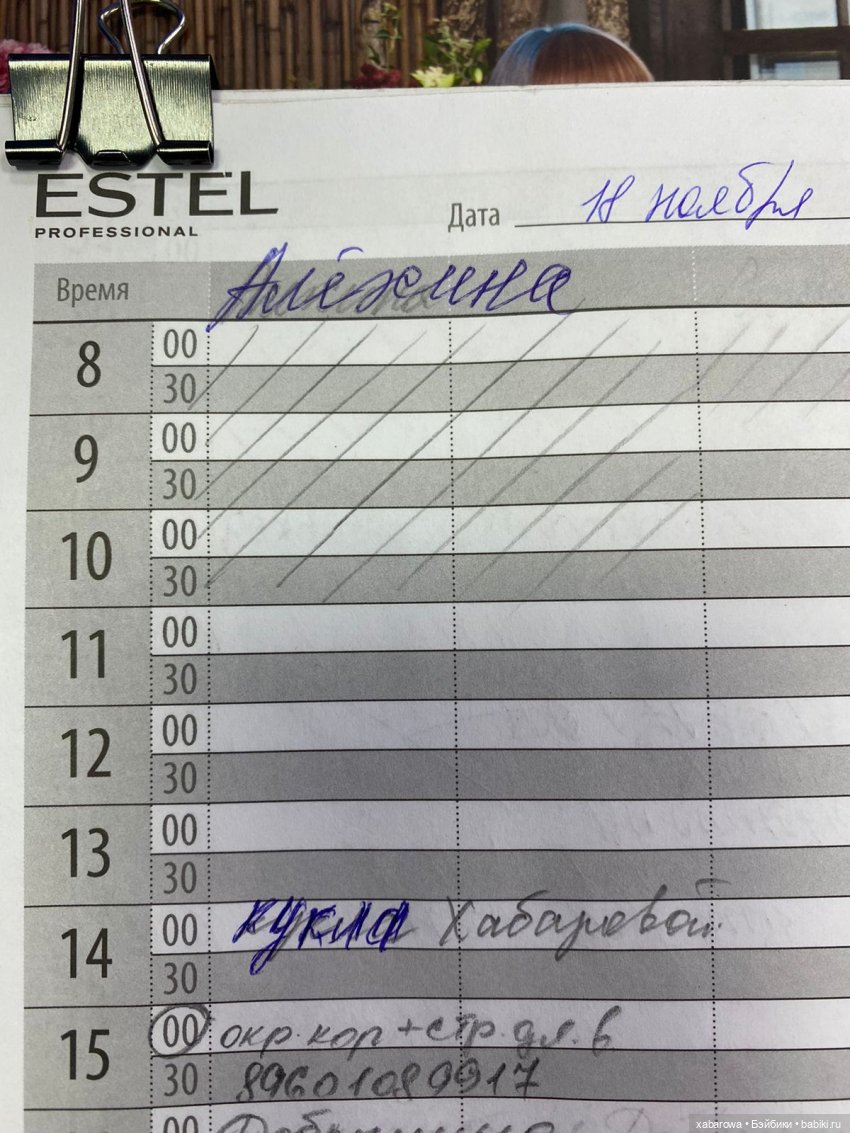 ESTEL
PROFESSIONAL
Дата 18 ноября
Время Алёхина
8 00
30
9 00
30
10 00
30
11 00
30
12 00
30
13 00
30
14 00 кукла Хабаровой
30
15 00 окр. кор + стр. дл. в
30 89601089917
00
xabarowa • Бэйбики • babiki.ru